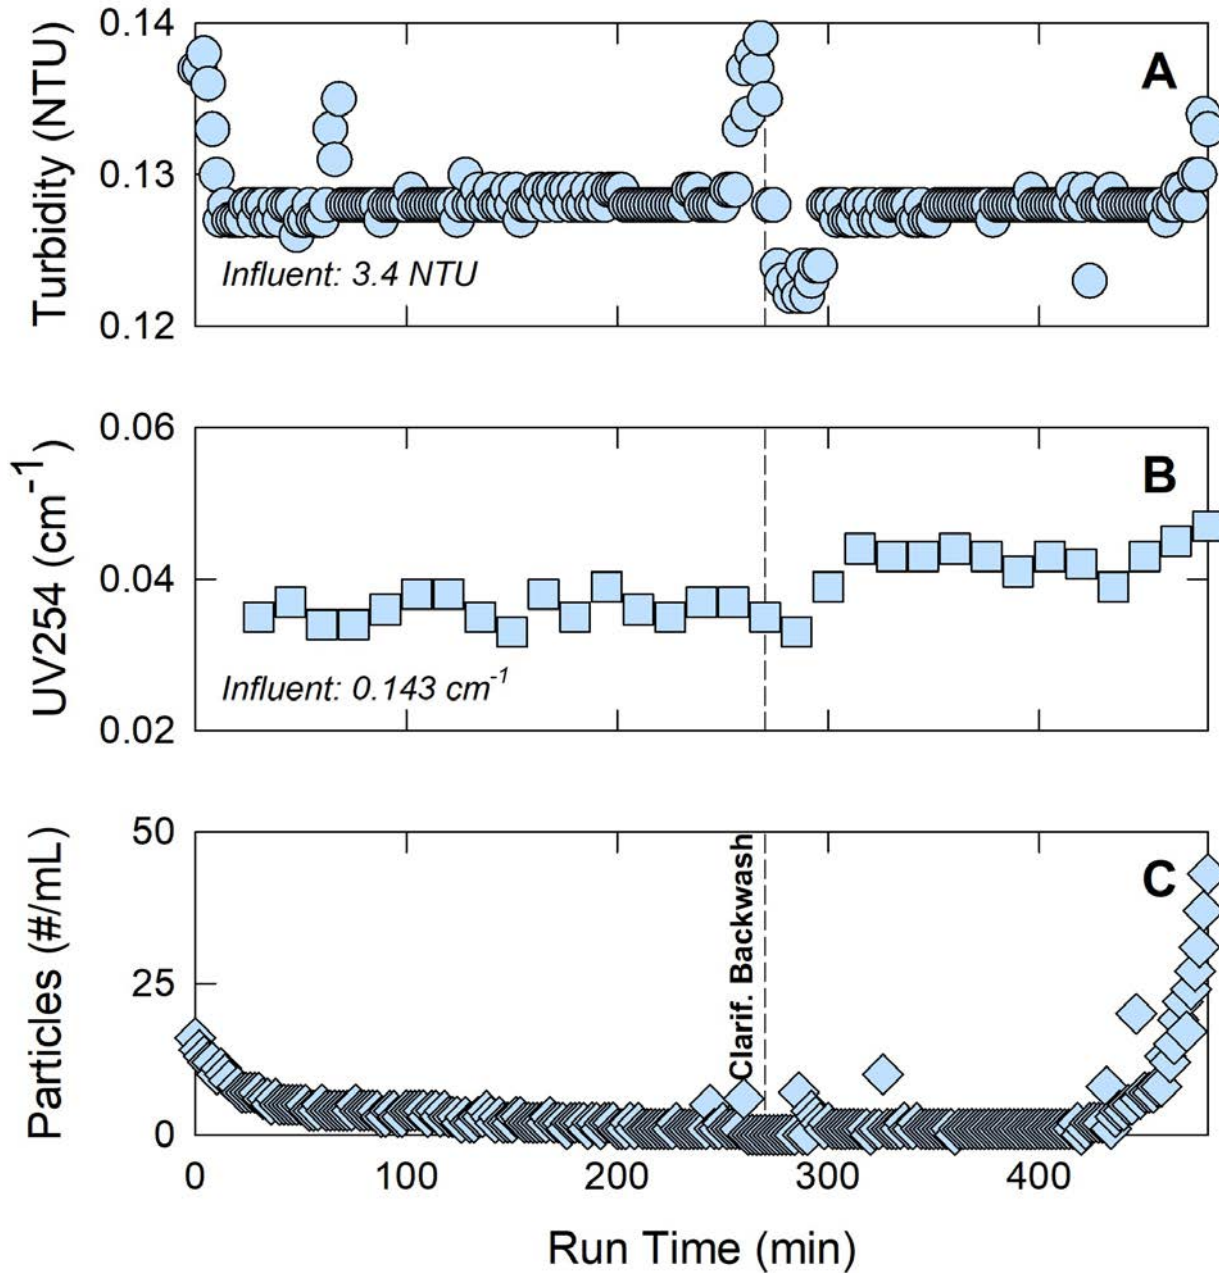 Turbidity (NTU)
0.14
0.13
0.12
A
Influent: 3.4 NTU
UV254 (cm⁻¹)
0.06
0.04
0.02
B
Influent: 0.143 cm⁻¹
Particles (#/mL)
50
25
0
Clarif. Backwash
C
0 100 200 300 400
Run Time (min)